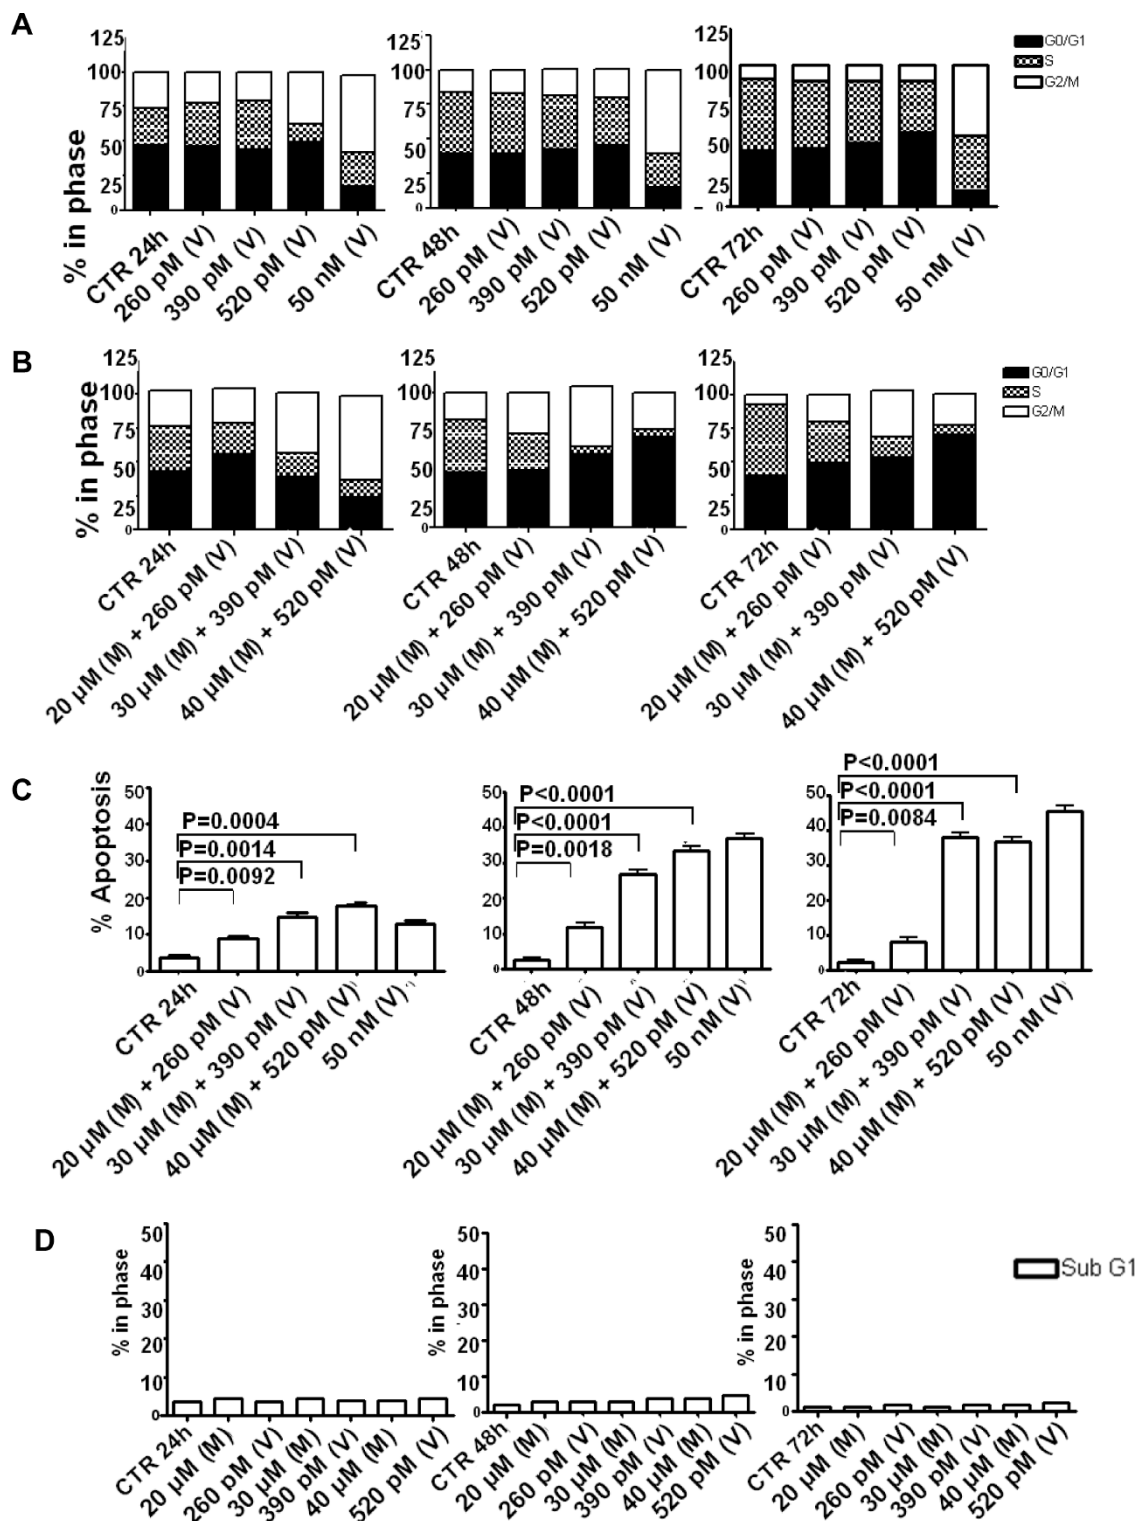 A
% in phase
125
100
75
50
25
0
CTR 24h
260 pM (V)
390 pM (V)
520 pM (V)
50 nM (V)
125
100
75
50
25
0
CTR 48h
260 pM (V)
390 pM (V)
520 pM (V)
50 nM (V)
125
100
75
50
25
0
CTR 72h
260 pM (V)
390 pM (V)
520 pM (V)
50 nM (V)
G0/G1
S
G2/M
B
% in phase
125
100
75
50
25
0
CTR 24h
20 µM (M) + 260 pM (V)
30 µM (M) + 390 pM (V)
40 µM (M) + 520 pM (V)
125
100
75
50
25
0
CTR 48h
20 µM (M) + 260 pM (V)
30 µM (M) + 390 pM (V)
40 µM (M) + 520 pM (V)
125
100
75
50
25
0
CTR 72h
20 µM (M) + 260 pM (V)
30 µM (M) + 390 pM (V)
40 µM (M) + 520 pM (V)
G0/G1
S
G2/M
C
% Apoptosis
50
40
30
20
10
0
P=0.0004
P=0.0014
P=0.0092
CTR 24h
20 µM (M) + 260 pM (V)
30 µM (M) + 390 pM (V)
40 µM (M) + 520 pM (V)
50 nM (V)
50
40
30
20
10
0
P<0.0001
P<0.0001
P=0.0018
CTR 48h
20 µM (M) + 260 pM (V)
30 µM (M) + 390 pM (V)
40 µM (M) + 520 pM (V)
50 nM (V)
50
40
30
20
10
0
P<0.0001
P<0.0001
P=0.0084
CTR 72h
20 µM (M) + 260 pM (V)
30 µM (M) + 390 pM (V)
40 µM (M) + 520 pM (V)
50 nM (V)
D
% in phase
50
40
30
20
10
0
CTR 24h
20 µM (M)
260 pM (V)
30 µM (M)
390 pM (V)
40 µM (M)
520 pM (V)
% in phase
50
40
30
20
10
0
CTR 48h
20 µM (M)
260 pM (V)
30 µM (M)
390 pM (V)
40 µM (M)
520 pM (V)
% in phase
50
40
30
20
10
0
CTR 72h
20 µM (M)
260 pM (V)
30 µM (M)
390 pM (V)
40 µM (M)
520 pM (V)
Sub G1